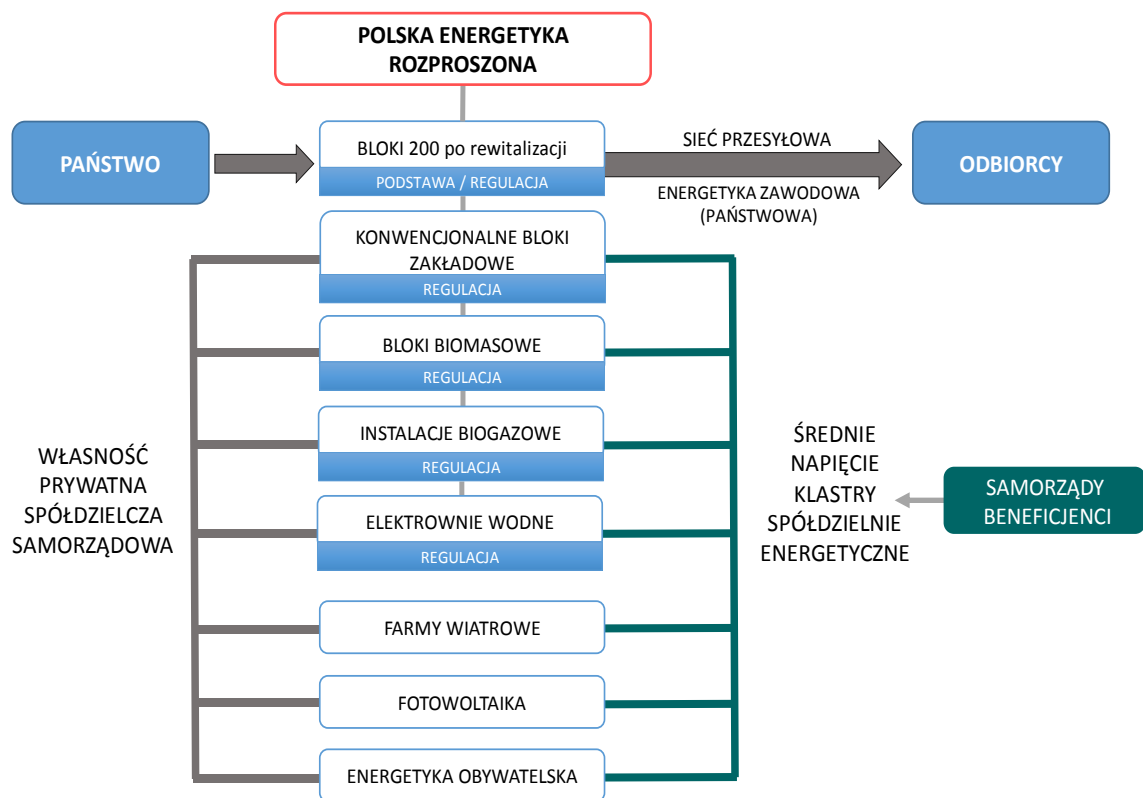 POLSKA ENERGETYKA
ROZPROSZONA
PAŃSTWO
BLOKI 200 po rewitalizacji
PODSTAWA / REGULACJA
SIEĆ PRZESYŁOWA
ENERGETYKA ZAWODOWA
(PAŃSTWOWA)
ODBIORCY
KONWENCJONALNE BLOKI
ZAKŁADOWE
REGULACJA
BLOKI BIOMASOWE
REGULACJA
INSTALACJE BIOGAZOWE
REGULACJA
ELEKTROWNIE WODNE
REGULACJA
FARMY WIATROWE
FOTOWOLTAIKA
ENERGETYKA OBYWATELSKA
WŁASNOŚĆ
PRYWATNA
SPÓŁDZIELCZA
SAMORZĄDOWA
ŚREDNIE
NAPIĘCIE
KLASTRY
SPÓŁDZIELNIE
ENERGETYCZNE
SAMORZĄDY
BENEFICJENCI